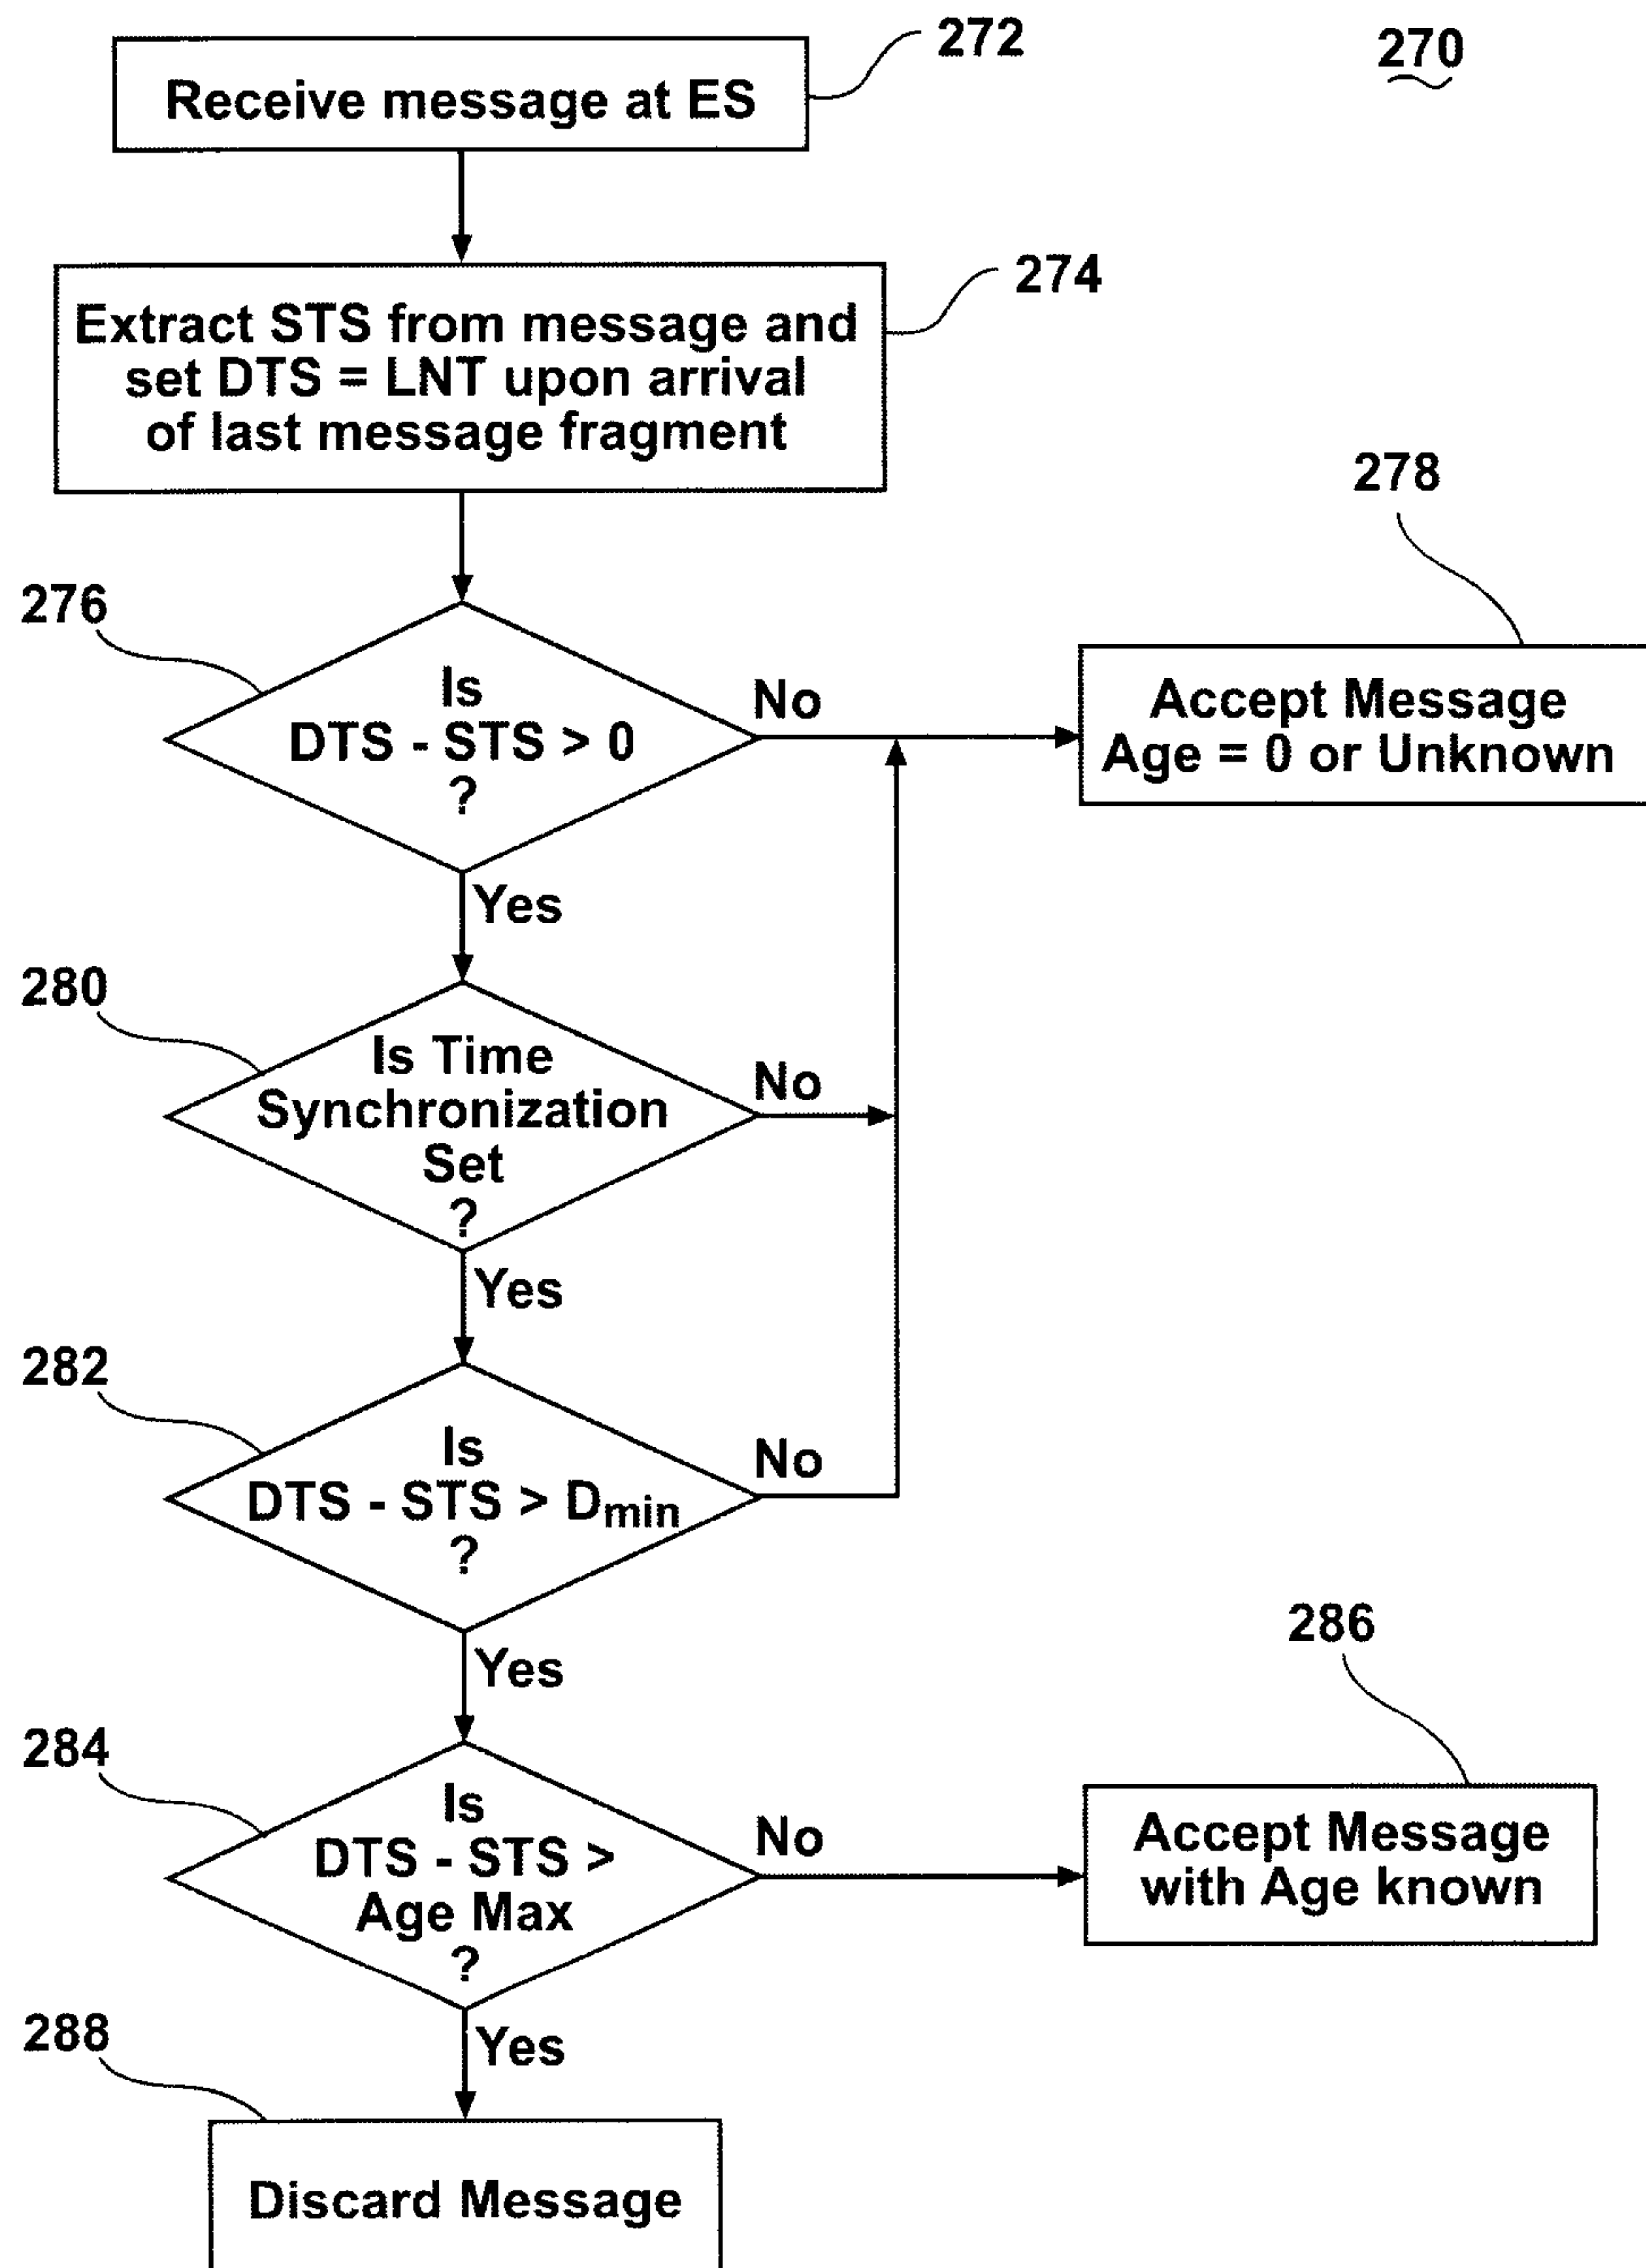 272
270
Receive message at ES
274
Extract STS from message and
set DTS = LNT upon arrival
of last message fragment
278
276
Is
DTS - STS > 0
?
No
Accept Message
Age = 0 or Unknown
Yes
280
Is Time
Synchronization
Set
?
No
Yes
282
Is
DTS - STS > Dmin
?
No
Yes
286
284
Is
DTS - STS >
Age Max
?
No
Accept Message
with Age known
Yes
288
Discard Message